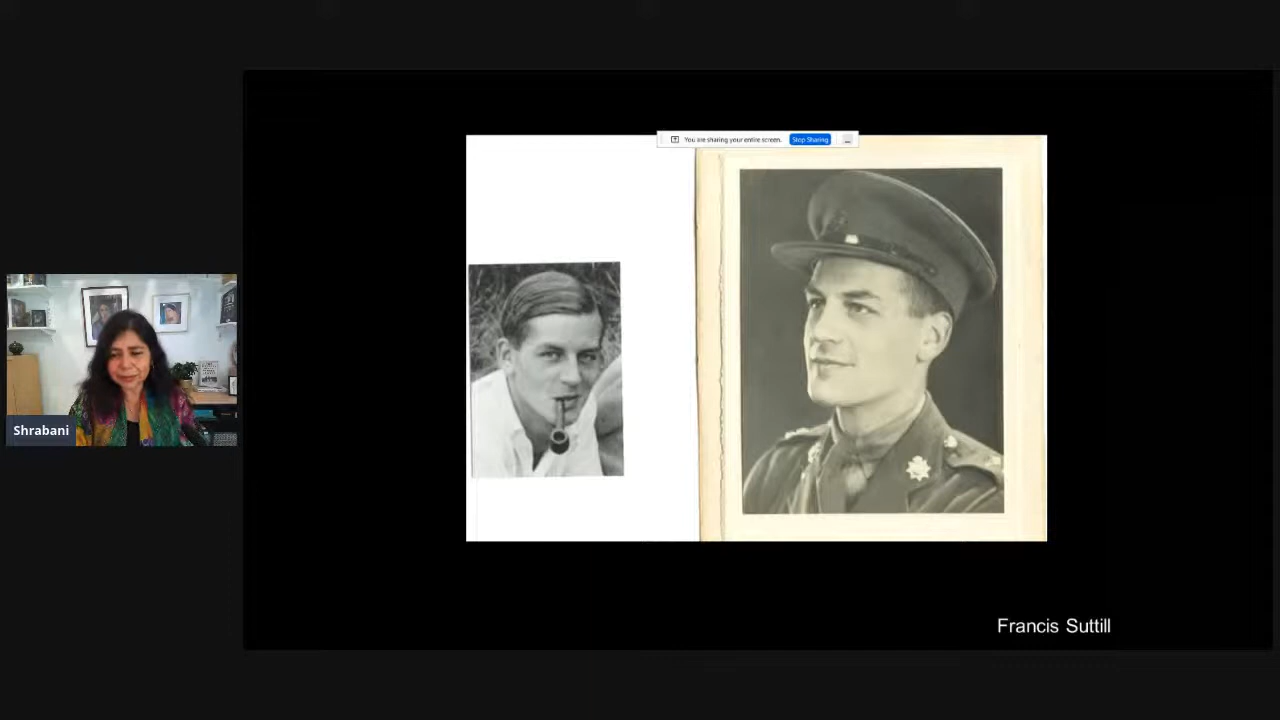 You are sharing your entire screen. Stop Sharing
Shrabani
Francis Suttill